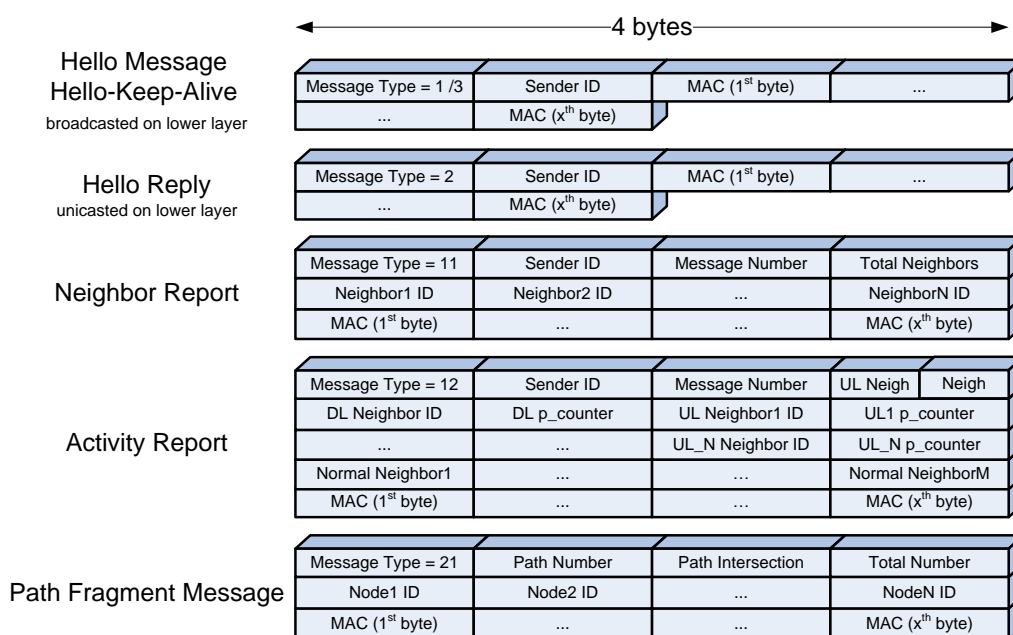 4 bytes
Hello Message
Hello-Keep-Alive
broadcasted on lower layer
Message Type = 1 /3 Sender ID MAC (1st byte) ...
... MAC (xth byte)
Hello Reply
unicasted on lower layer
Message Type = 2 Sender ID MAC (1st byte) ...
... MAC (xth byte)
Neighbor Report
Message Type = 11 Sender ID Message Number Total Neighbors
Neighbor1 ID Neighbor2 ID ... NeighborN ID
MAC (1st byte) ... ... MAC (xth byte)
Activity Report
Message Type = 12 Sender ID Message Number UL Neigh Neigh
DL Neighbor ID DL p_counter UL Neighbor1 ID UL1 p_counter
... ... UL_N Neighbor ID UL_N p_counter
Normal Neighbor1 ... ... Normal NeighborM
MAC (1st byte) ... ... MAC (xth byte)
Path Fragment Message
Message Type = 21 Path Number Path Intersection Total Number
Node1 ID Node2 ID ... NodeN ID
MAC (1st byte) ... ... MAC (xth byte)